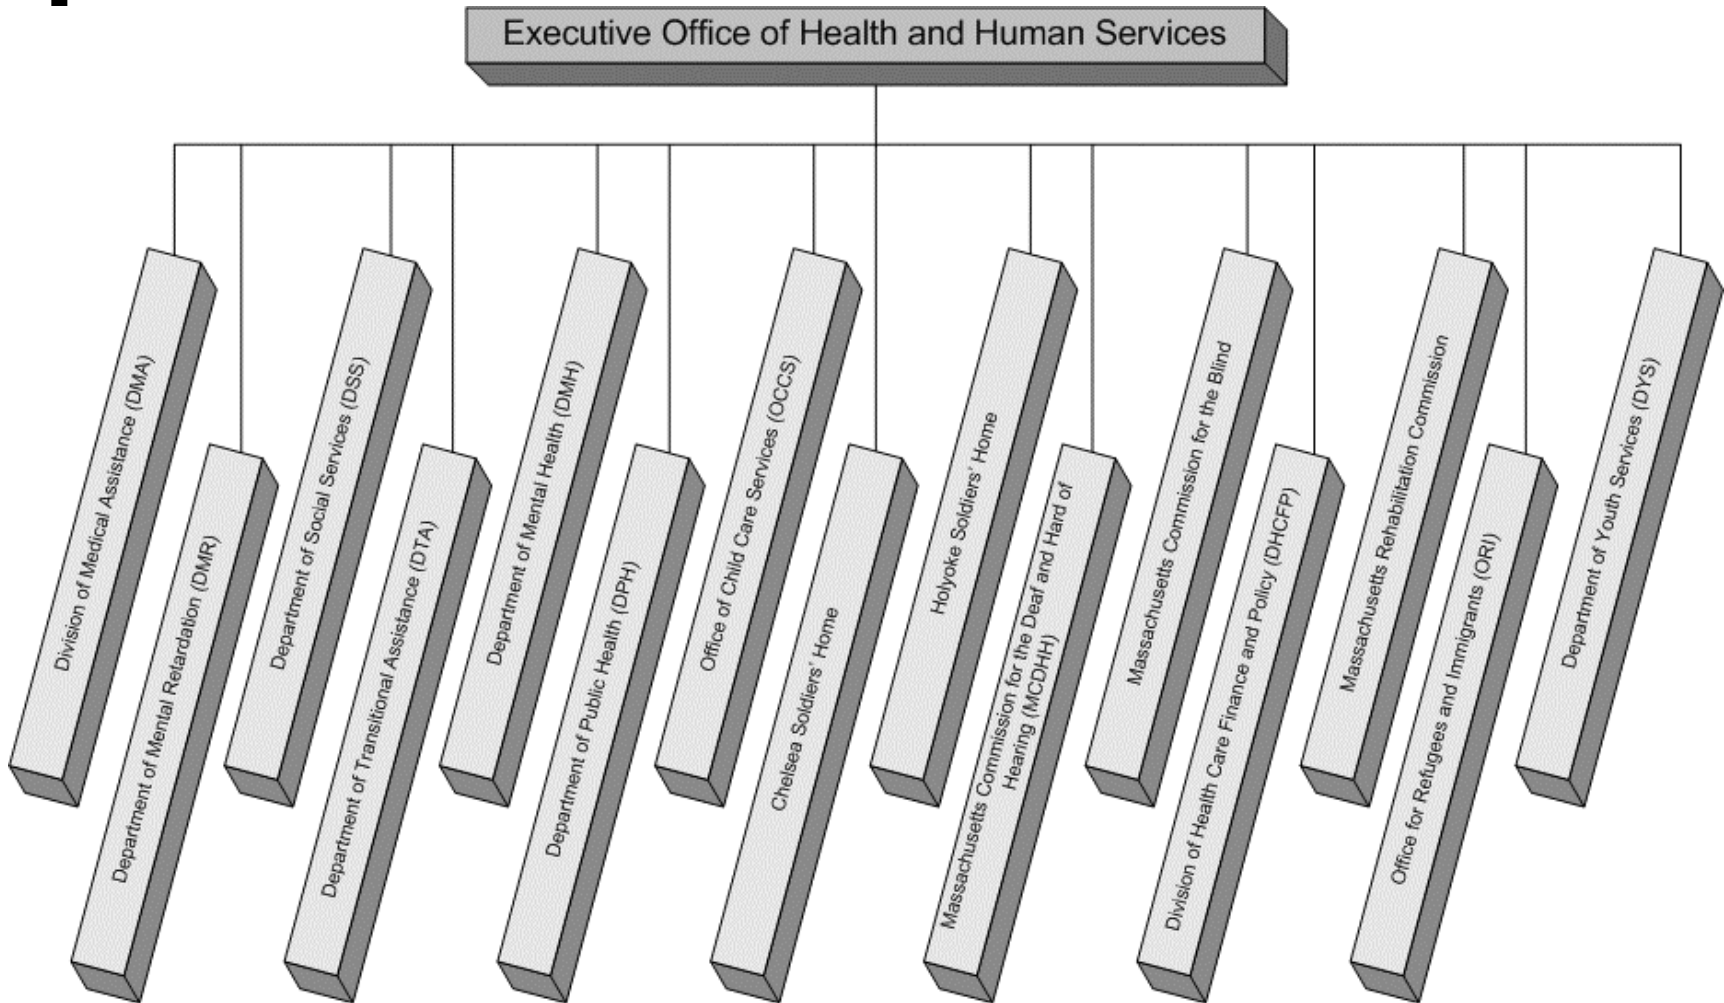 Executive Office of Health and Human Services
Division of Medical Assistance (DMA)
Department of Mental Retardation (DMR)
Department of Social Services (DSS)
Department of Transitional Assistance (DTA)
Department of Mental Health (DMH)
Department of Public Health (DPH)
Office of Child Care Services (OCCS)
Chelsea Soldiers' Home
Holyoke Soldiers' Home
Massachusetts Commission for the Deaf and Hard of
Hearing (MCDHH)
Massachusetts Commission for the Blind
Division of Health Care Finance and Policy (DHCFP)
Massachusetts Rehabilitation Commission
Office for Refugees and Immigrants (ORI)
Department of Youth Services (DYS)